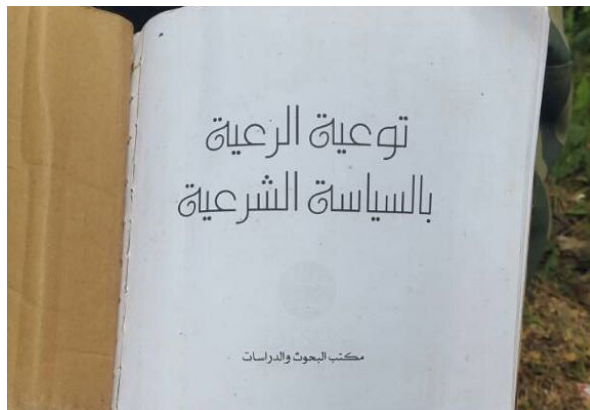 توعية الرعية
بالسياسة الشرعية
مكتب البحوث والدراسات